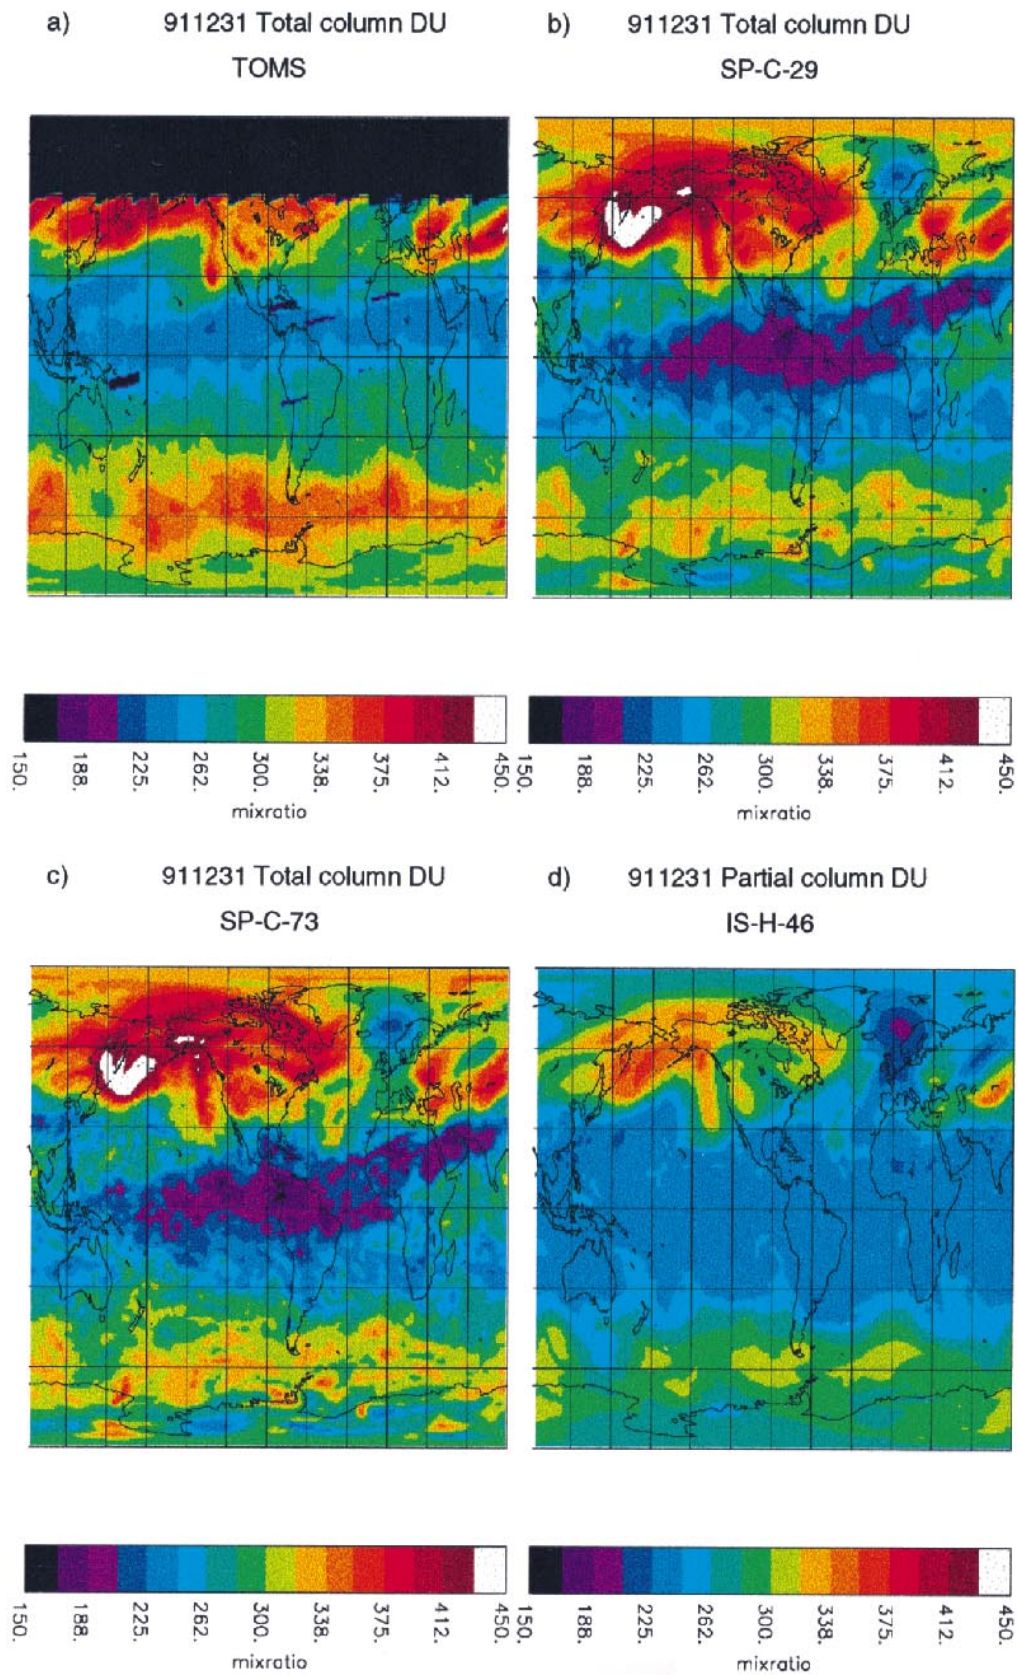 a) 911231 Total column DU
TOMS
b) 911231 Total column DU
SP-C-29
150. 188. 225. 262. 300. 338. 375. 412. 450.
mixratio
150. 188. 225. 262. 300. 338. 375. 412. 450.
mixratio
c) 911231 Total column DU
SP-C-73
d) 911231 Partial column DU
IS-H-46
150. 188. 225. 262. 300. 338. 375. 412. 450.
mixratio
150. 188. 225. 262. 300. 338. 375. 412. 450.
mixratio